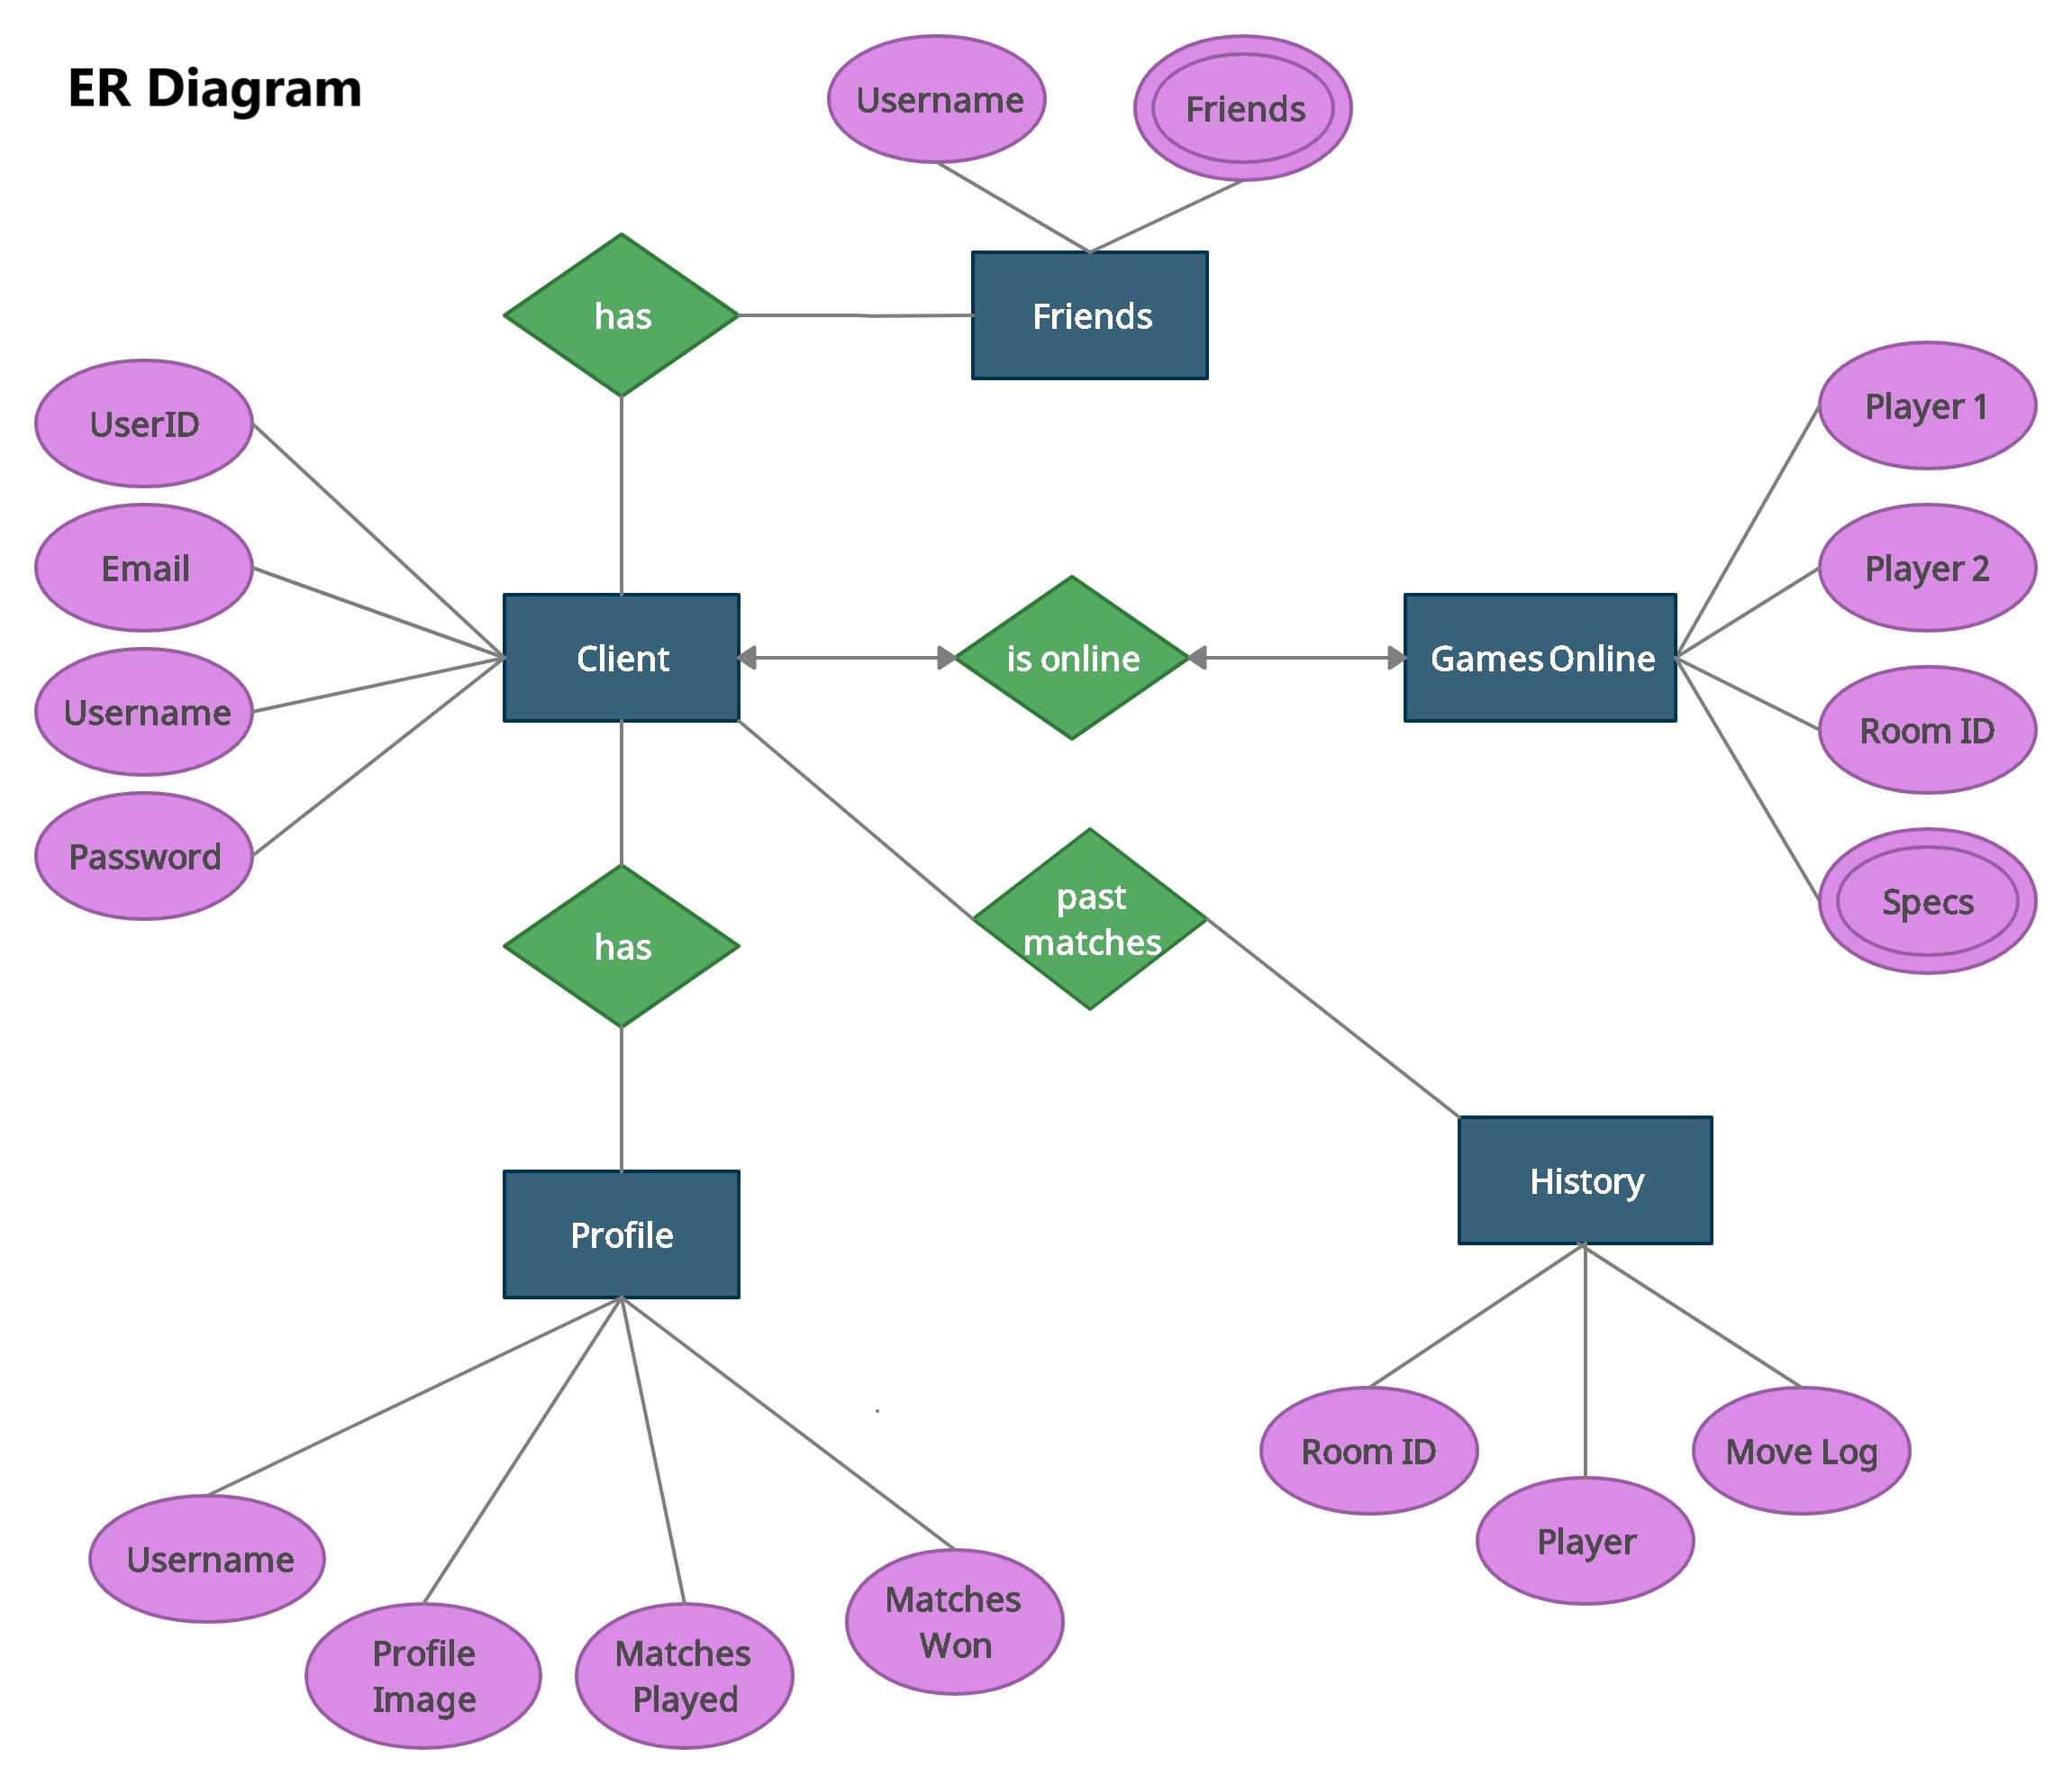 ER Diagram
Username
Friends
has
Friends
UserID
Player 1
Email
Player 2
Client
is online
Games Online
Username
Room ID
Password
past
matches
Specs
has
History
Profile
Room ID
Move Log
Player
Username
Matches
Won
Profile
Image
Matches
Played